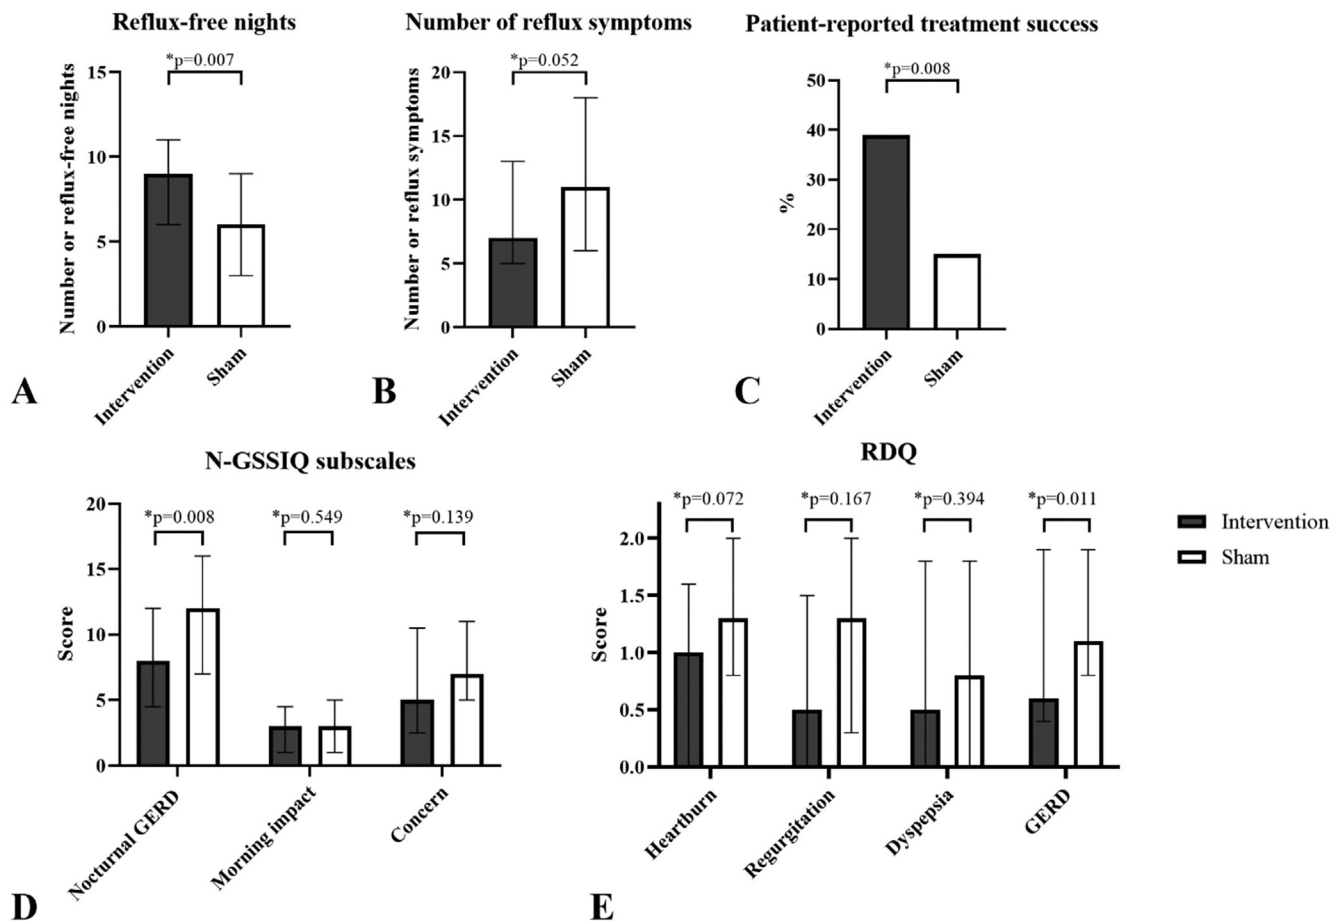 Reflux-free nights
*p=0.007
Number or reflux-free nights
15
10
5
0
Intervention
Sham
A
Number of reflux symptoms
*p=0.052
Number or reflux symptoms
20
15
10
5
0
Intervention
Sham
B
Patient-reported treatment success
*p=0.008
%
50
40
30
20
10
0
Intervention
Sham
C
N-GSSIQ subscales
*p=0.008
*p=0.549
*p=0.139
Score
20
15
10
5
0
Nocturnal GERD
Morning impact
Concern
D
RDQ
*p=0.072
*p=0.167
*p=0.394
*p=0.011
Score
2.0
1.5
1.0
0.5
0.0
Heartburn
Regurgitation
Dyspepsia
GERD
Intervention
Sham
E